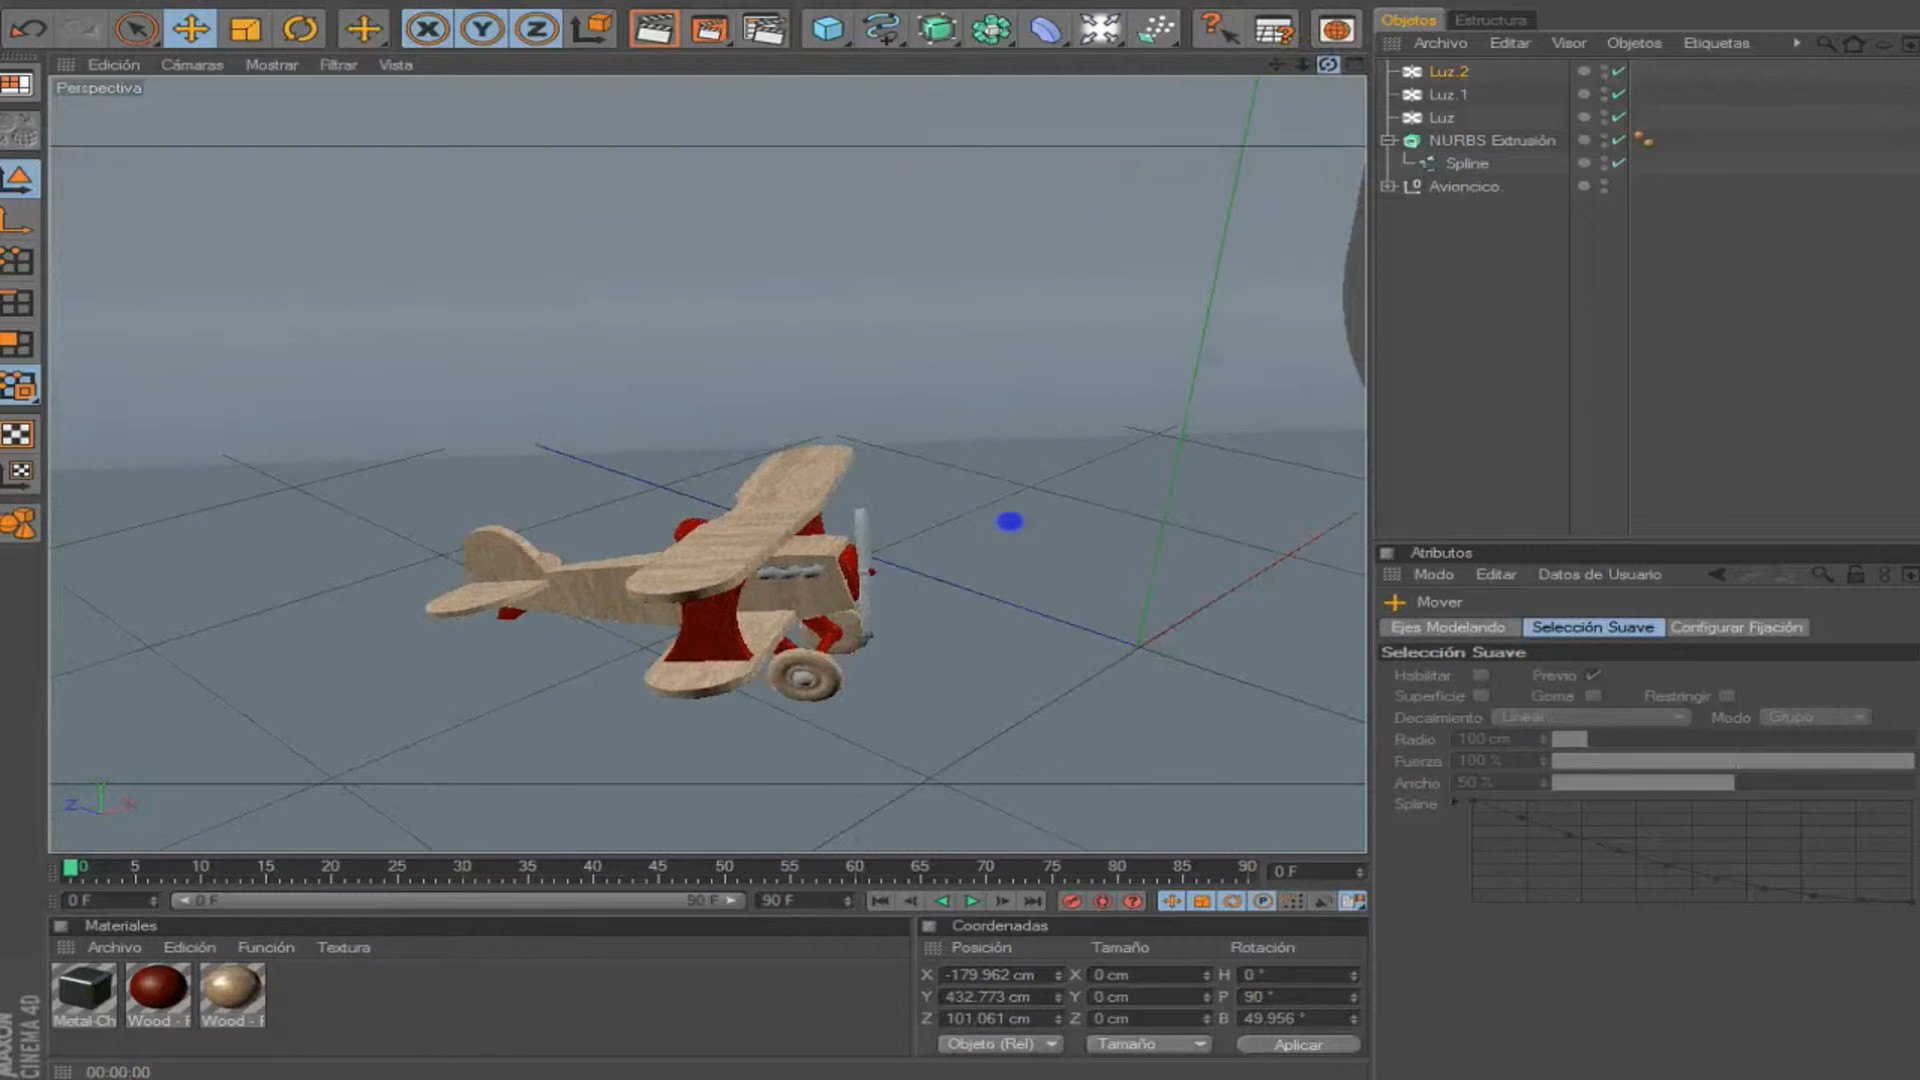 Edición Cámaras Mostrar Filtrar Vista
Perspectiva
Z
0 5 10 15 20 25 30 35 40 45 50 55 60 65 70 75 80 85 90 0 F
0 F 0 F 90 F 90 F
Materiales
Archivo Edición Función Textura
Metal-Ch Wood - F Wood - F
MAXON
CINEMA 4D
00:00:00
Coordenadas
Posición Tamaño Rotación
X -179.962 cm X 0 cm H 0 °
Y 432.773 cm Y 0 cm P 90 °
Z 101.061 cm Z 0 cm B 49.956 °
Objeto (Rel) Tamaño Aplicar
Objetos Estructura
Archivo Editar Visor Objetos Etiquetas
Luz.2
Luz.1
Luz
NURBS Extrusión
Spline
Avioncico
Atributos
Modo Editar Datos de Usuario
Mover
Ejes Modelando Selección Suave Configurar Fijación
Selección Suave
Habilitar Previo
Superficie Goma Restringir
Decaimiento Linear Modo Grupo
Radio 100 cm
Fuerza 100 %
Ancho 50 %
Spline